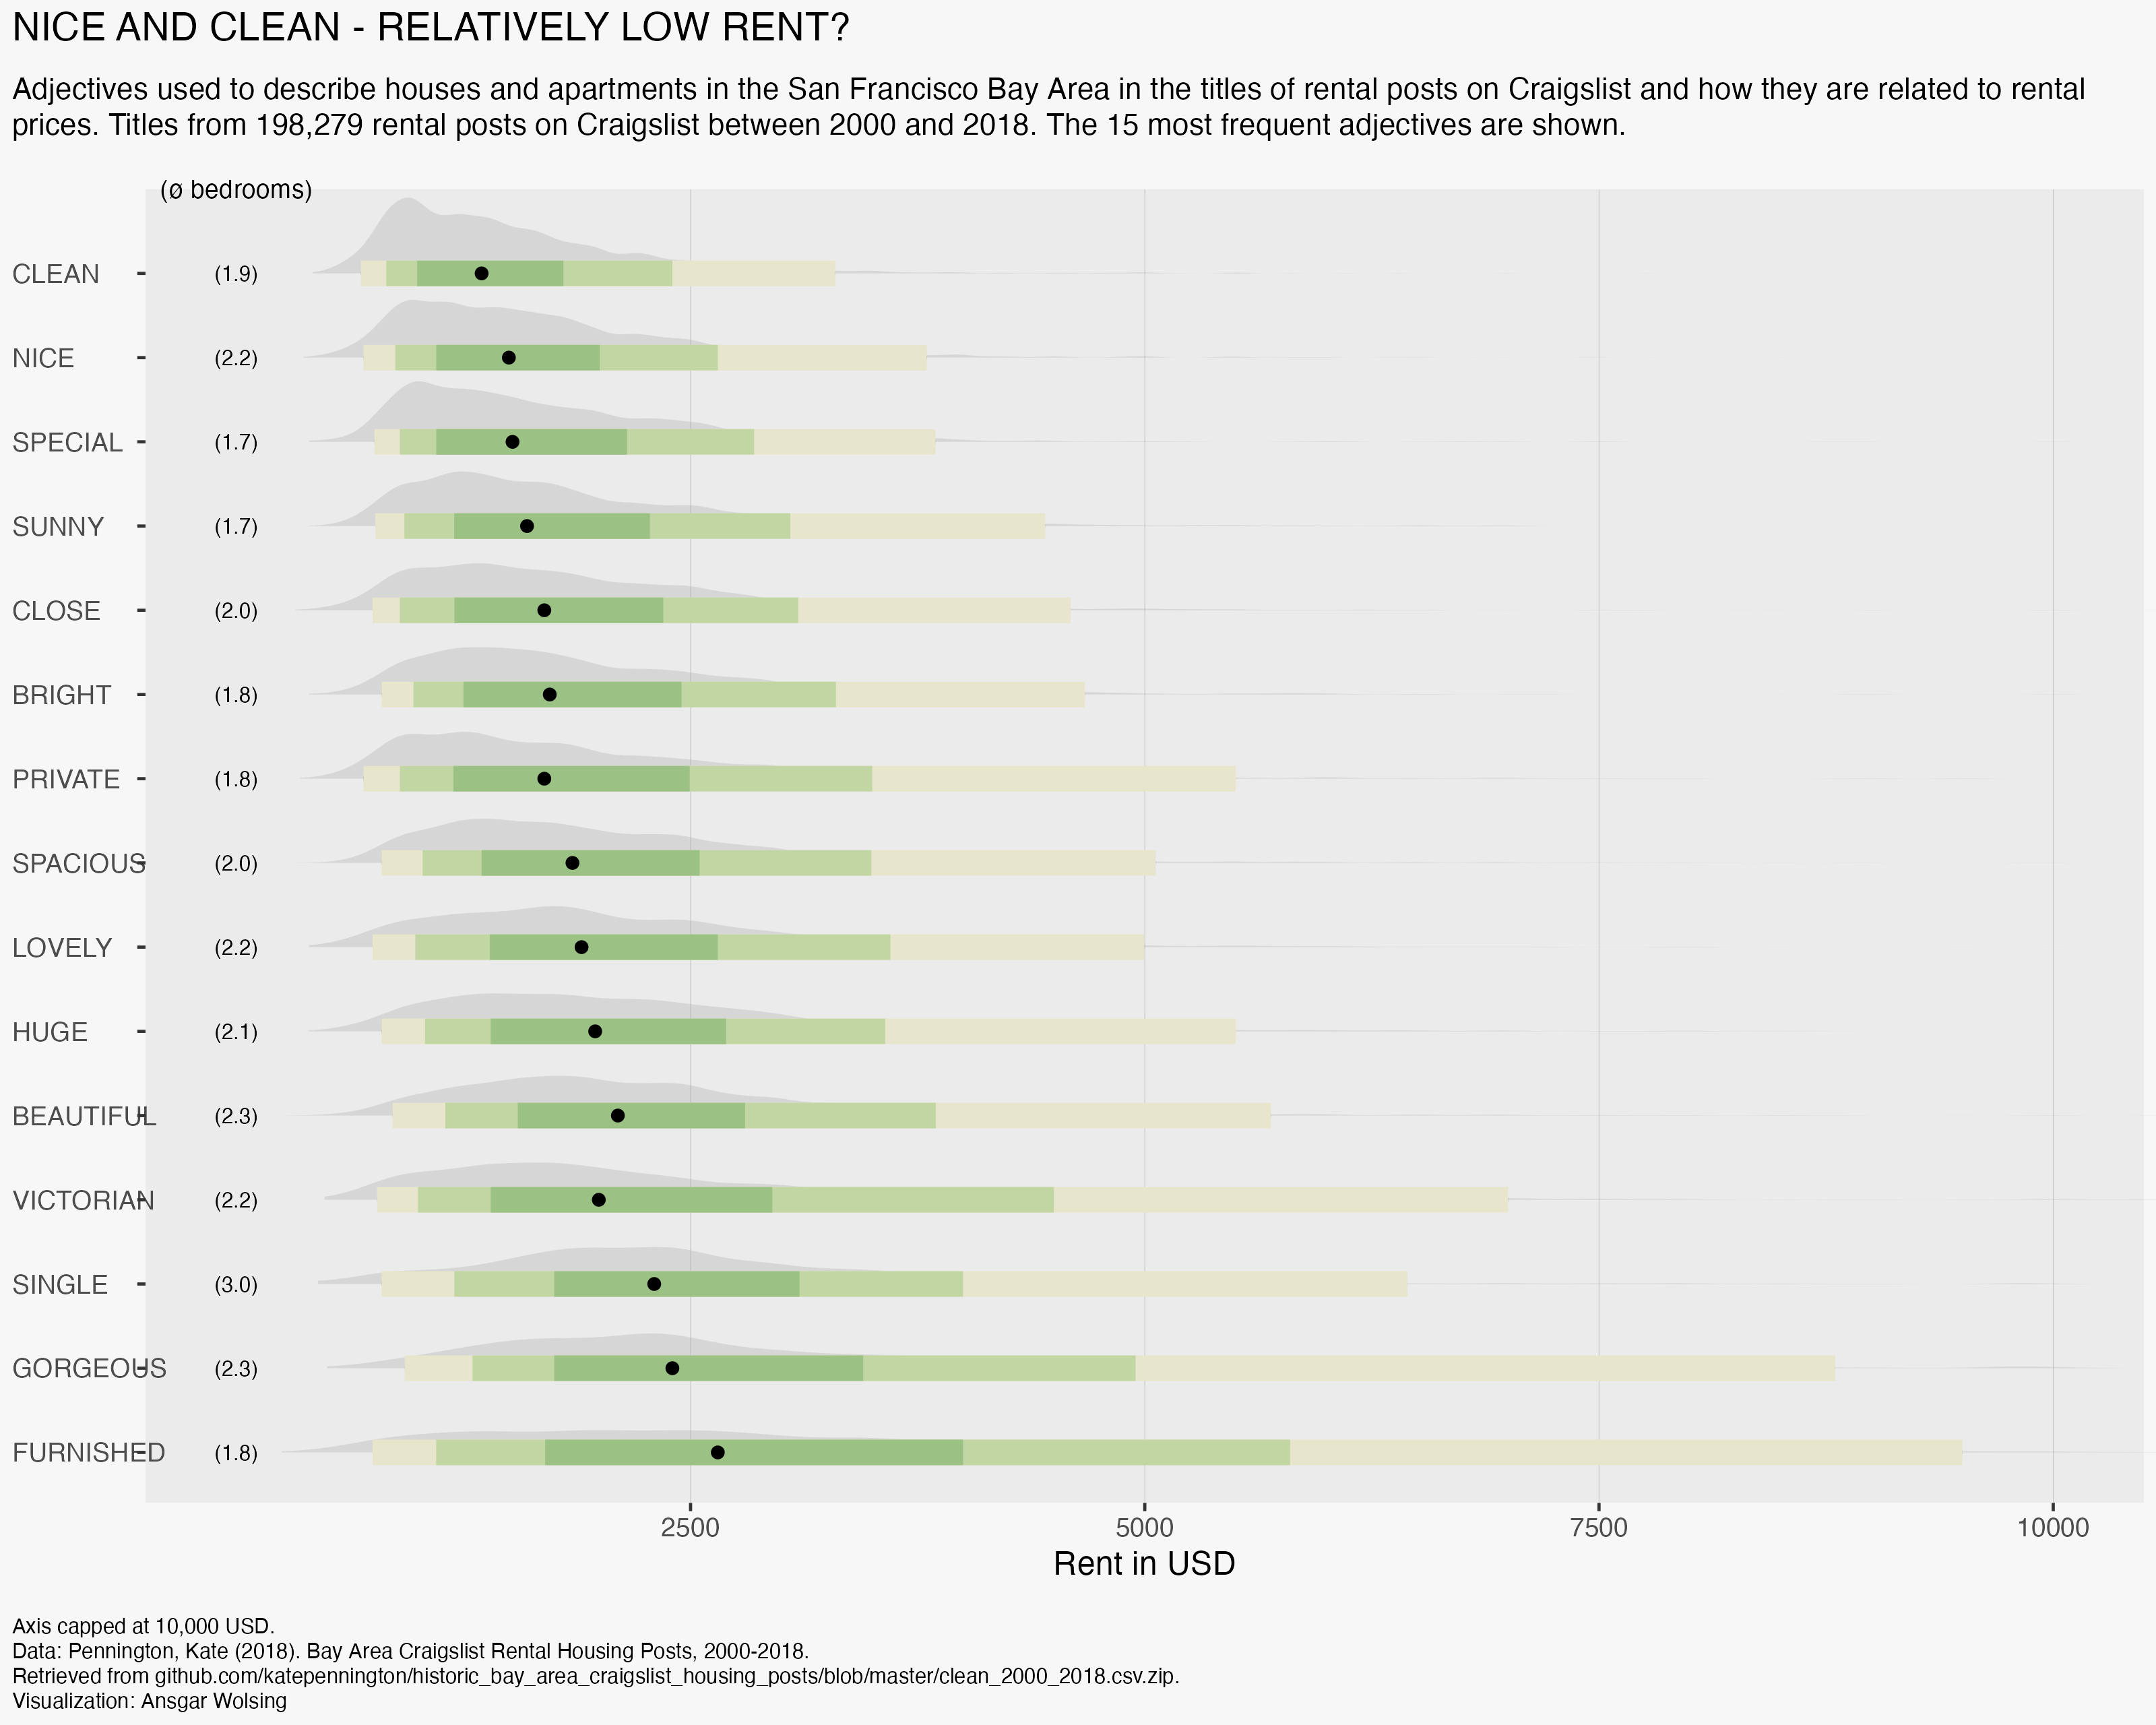 NICE AND CLEAN - RELATIVELY LOW RENT?
Adjectives used to describe houses and apartments in the San Francisco Bay Area in the titles of rental posts on Craigslist and how they are related to rental
prices. Titles from 198,279 rental posts on Craigslist between 2000 and 2018. The 15 most frequent adjectives are shown.
(ø bedrooms)
CLEAN (1.9)
NICE (2.2)
SPECIAL (1.7)
SUNNY (1.7)
CLOSE (2.0)
BRIGHT (1.8)
PRIVATE (1.8)
SPACIOUS (2.0)
LOVELY (2.2)
HUGE (2.1)
BEAUTIFUL (2.3)
VICTORIAN (2.2)
SINGLE (3.0)
GORGEOUS (2.3)
FURNISHED (1.8)
2500 5000 7500 10000
Rent in USD
Axis capped at 10,000 USD.
Data: Pennington, Kate (2018). Bay Area Craigslist Rental Housing Posts, 2000-2018.
Retrieved from github.com/katepennington/historic_bay_area_craigslist_housing_posts/blob/master/clean_2000_2018.csv.zip.
Visualization: Ansgar Wolsing